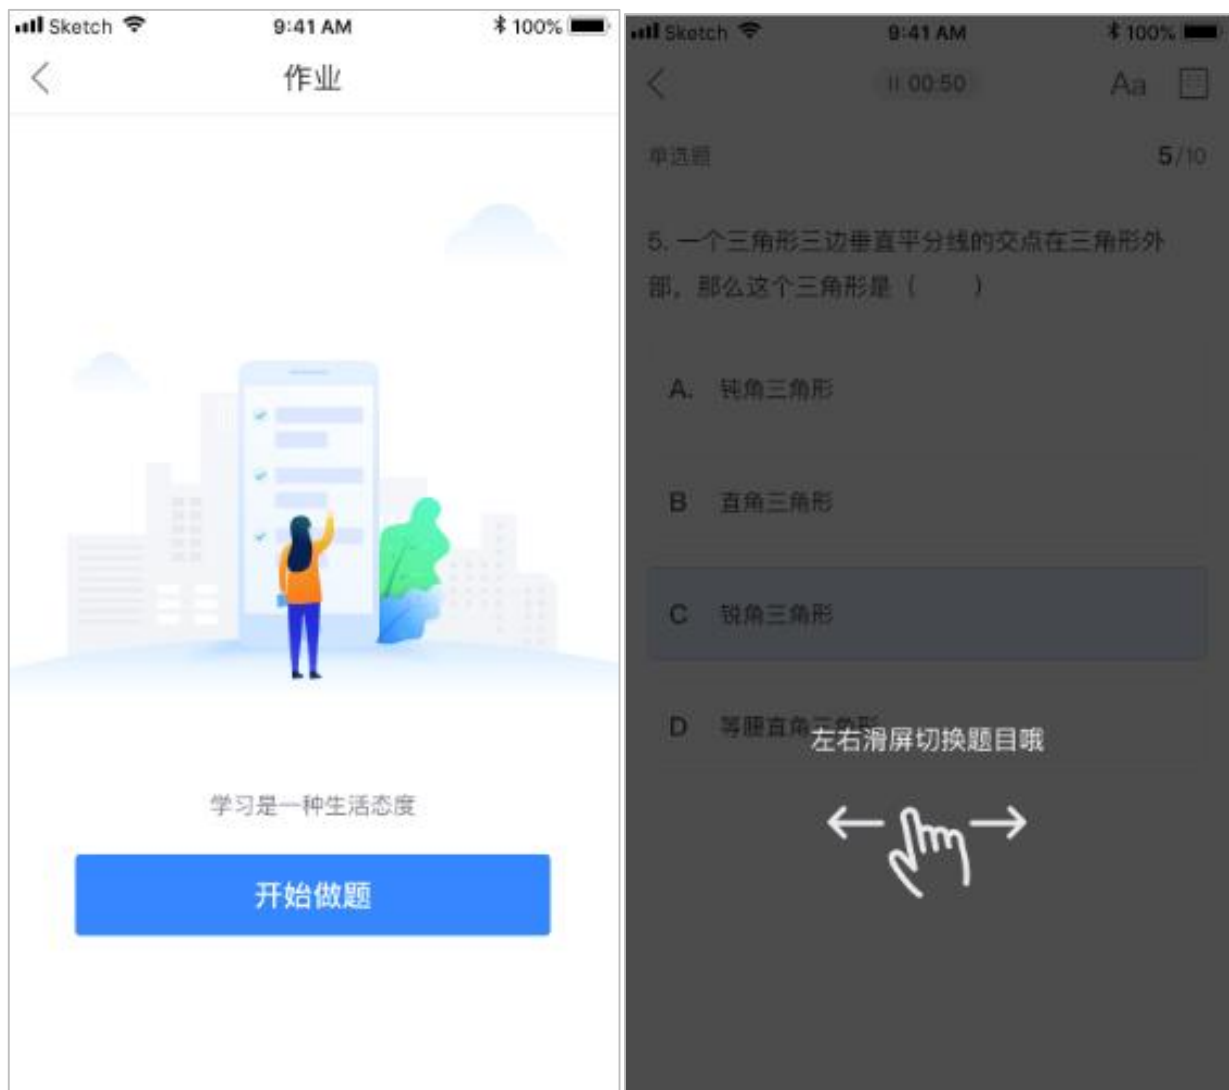 Sketch 9:41 AM 100%
作业
学习是一种生活态度
开始做题
Sketch 9:41 AM 100%
00:50 Aa
单选题 5/10
5. 一个三角形三边垂直平分线的交点在三角形外
部，那么这个三角形是（ ）
A. 钝角三角形
B 直角三角形
C 锐角三角形
D 等腰直角三角形
左右滑屏切换题目哦